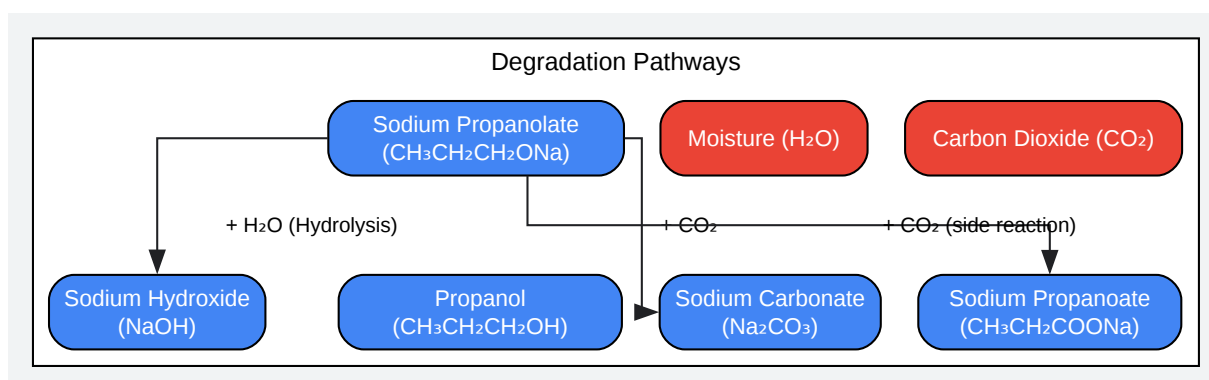 Degradation Pathways
Sodium Propanolate
(CH₃CH₂CH₂ONa)
Moisture (H₂O)
Carbon Dioxide (CO₂)
+ H₂O (Hydrolysis)
+ CO₂
+ CO₂ (side reaction)
Sodium Hydroxide
(NaOH)
Propanol
(CH₃CH₂CH₂OH)
Sodium Carbonate
(Na₂CO₃)
Sodium Propanoate
(CH₃CH₂COONa)